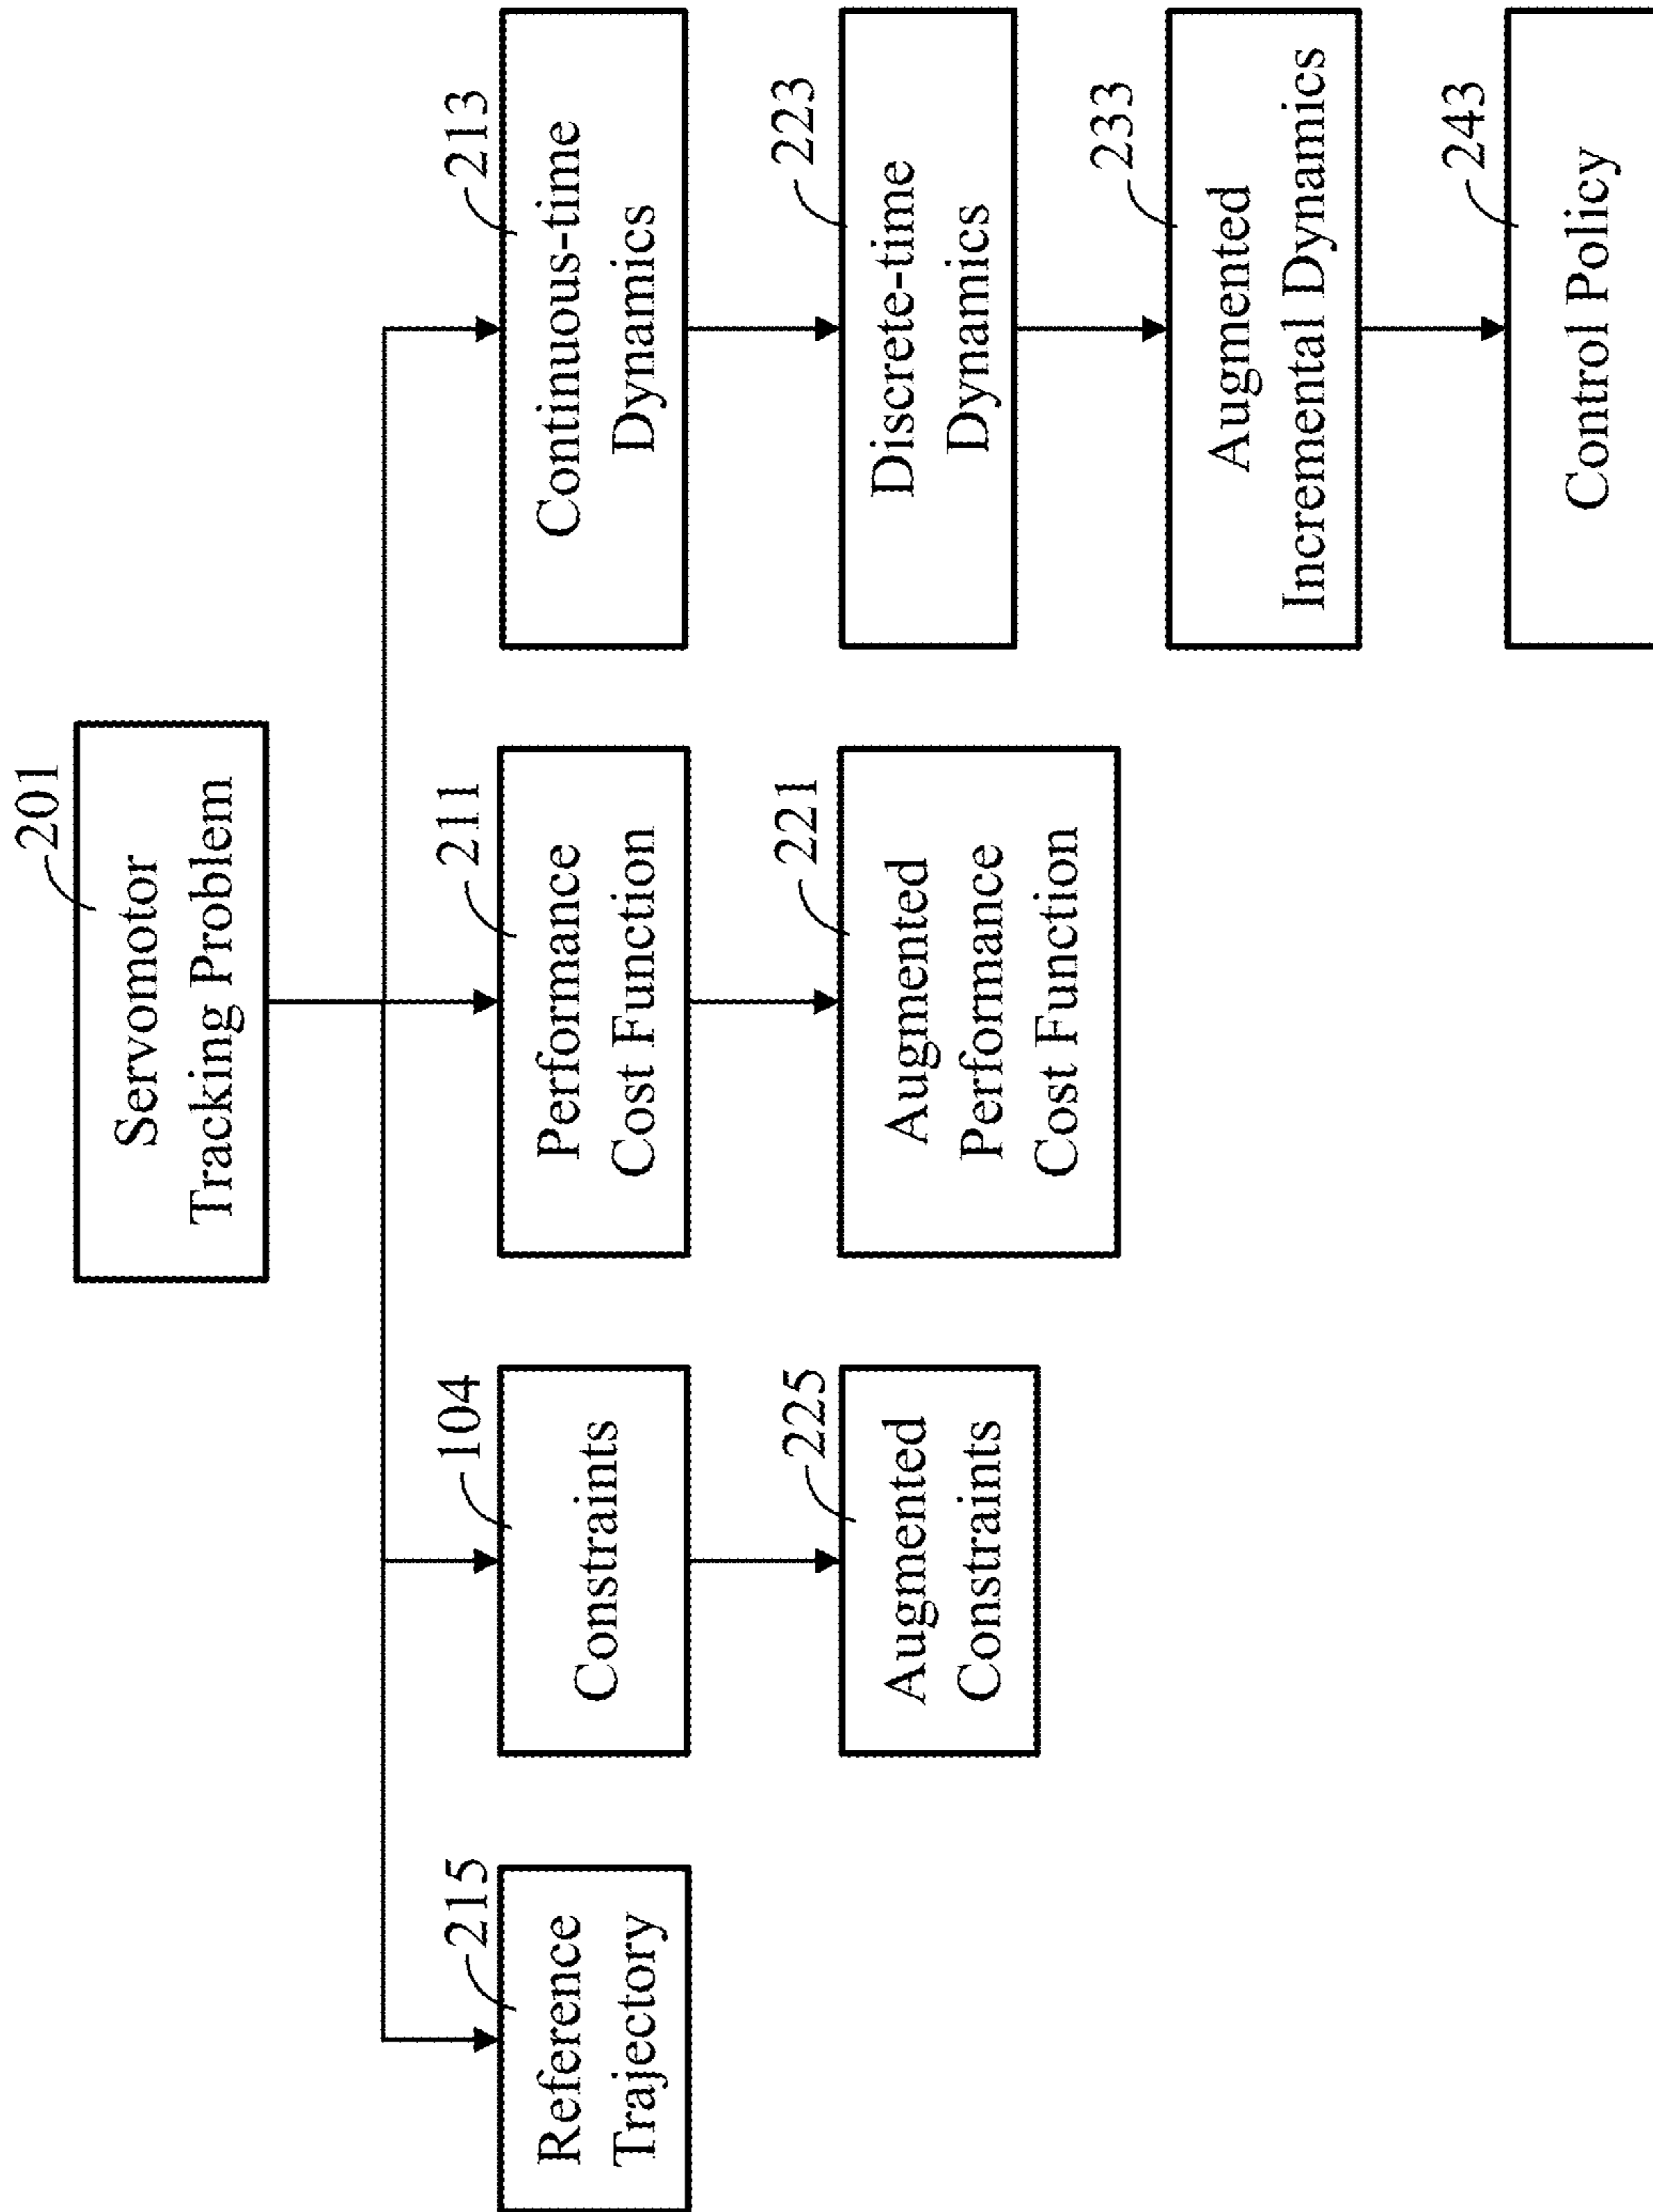 201
Servomotor
Tracking Problem
215
Reference
Trajectory
104
Constraints
211
Performance
Cost Function
213
Continuous-time
Dynamics
225
Augmented
Constraints
221
Augmented
Performance
Cost Function
223
Discrete-time
Dynamics
233
Augmented
Incremental Dynamics
243
Control Policy